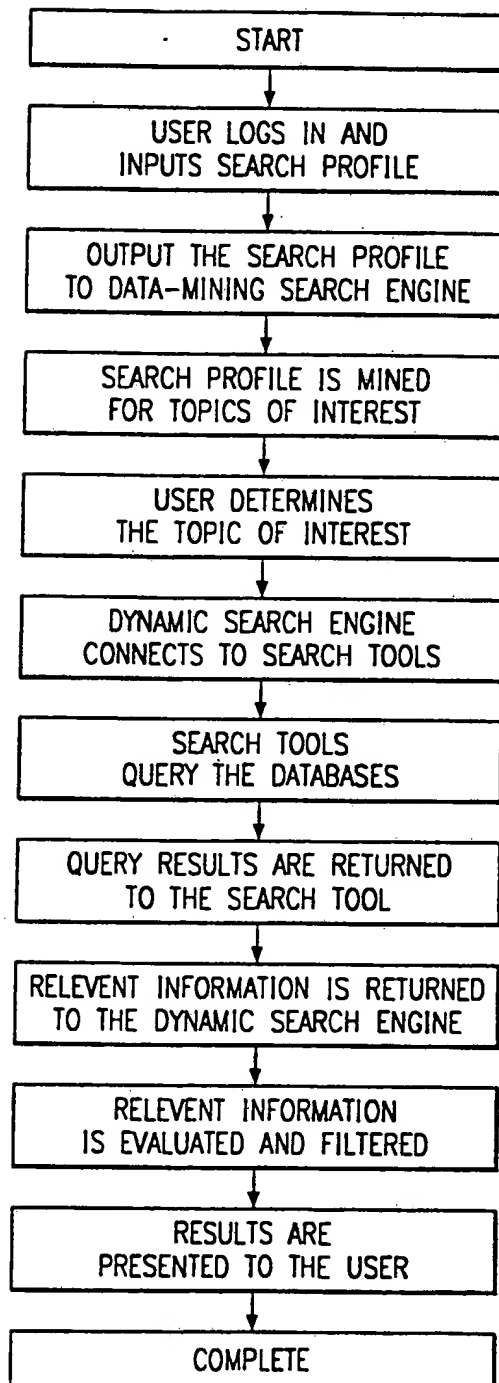 START
USER LOGS IN AND
INPUTS SEARCH PROFILE
OUTPUT THE SEARCH PROFILE
TO DATA-MINING SEARCH ENGINE
SEARCH PROFILE IS MINED
FOR TOPICS OF INTEREST
USER DETERMINES
THE TOPIC OF INTEREST
DYNAMIC SEARCH ENGINE
CONNECTS TO SEARCH TOOLS
SEARCH TOOLS
QUERY THE DATABASES
QUERY RESULTS ARE RETURNED
TO THE SEARCH TOOL
RELEVENT INFORMATION IS RETURNED
TO THE DYNAMIC SEARCH ENGINE
RELEVENT INFORMATION
IS EVALUATED AND FILTERED
RESULTS ARE
PRESENTED TO THE USER
COMPLETE